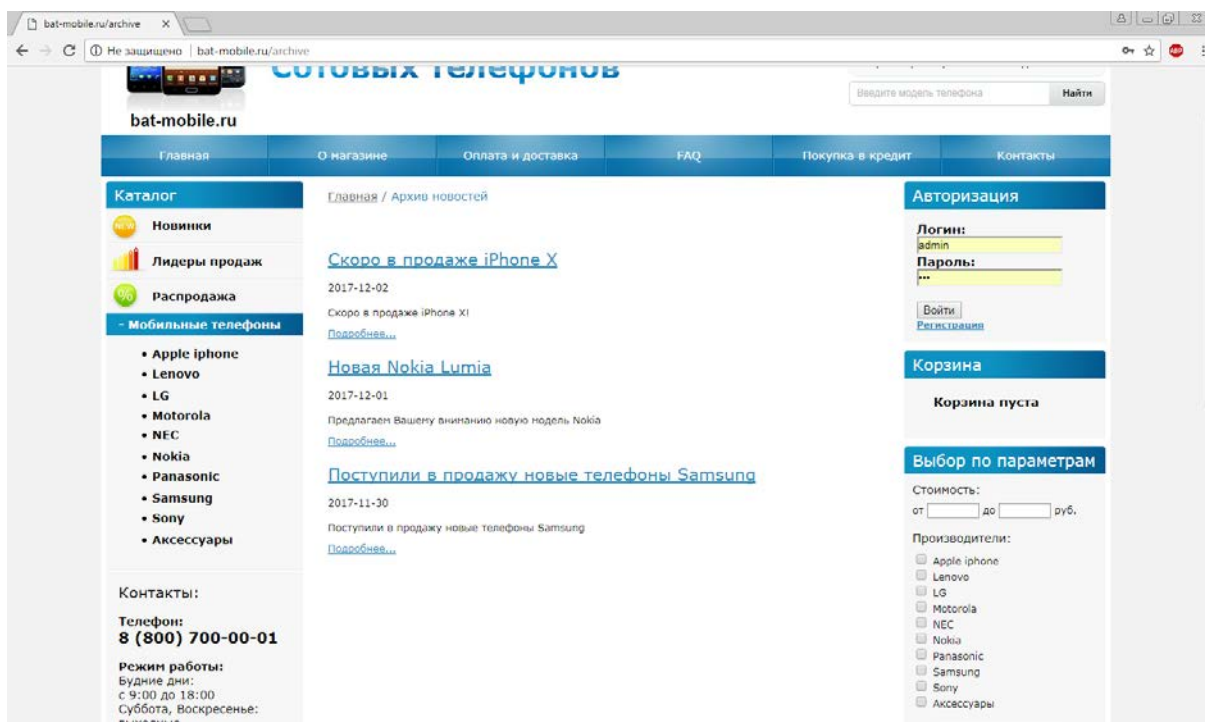 bat-mobile.ru/archive
Не защищено | bat-mobile.ru/archive
ABP
Сотовых телефонов
Введите модель телефона
Найти
bat-mobile.ru
Главная
О магазине
Оплата и доставка
FAQ
Покупка в кредит
Контакты
Каталог
NEW
Новинки
Лидеры продаж
%
Распродажа
- Мобильные телефоны
• Apple iphone
• Lenovo
• LG
• Motorola
• NEC
• Nokia
• Panasonic
• Samsung
• Sony
• Аксессуары
Контакты:
Телефон:
8 (800) 700-00-01
Режим работы:
Будние дни:
с 9:00 до 18:00
Суббота, Воскресенье:
Главная / Архив новостей
Скоро в продаже iPhone X
2017-12-02
Скоро в продаже iPhone X!
Подробнее...
Новая Nokia Lumia
2017-12-01
Предлагаем Вашему вниманию новую модель Nokia
Подробнее...
Поступили в продажу новые телефоны Samsung
2017-11-30
Поступили в продажу новые телефоны Samsung
Подробнее...
Авторизация
Логин:
admin
Пароль:
•••
Войти
Регистрация
Корзина
Корзина пуста
Выбор по параметрам
Стоимость:
от до руб.
Производители:
Apple iphone
Lenovo
LG
Motorola
NEC
Nokia
Panasonic
Samsung
Sony
Аксессуары